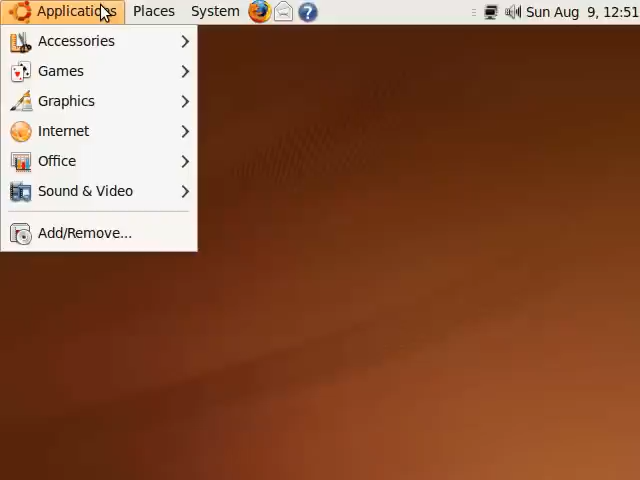 Applications Places System Sun Aug 9, 12:51
Accessories
Games
Graphics
Internet
Office
Sound & Video
Add/Remove...